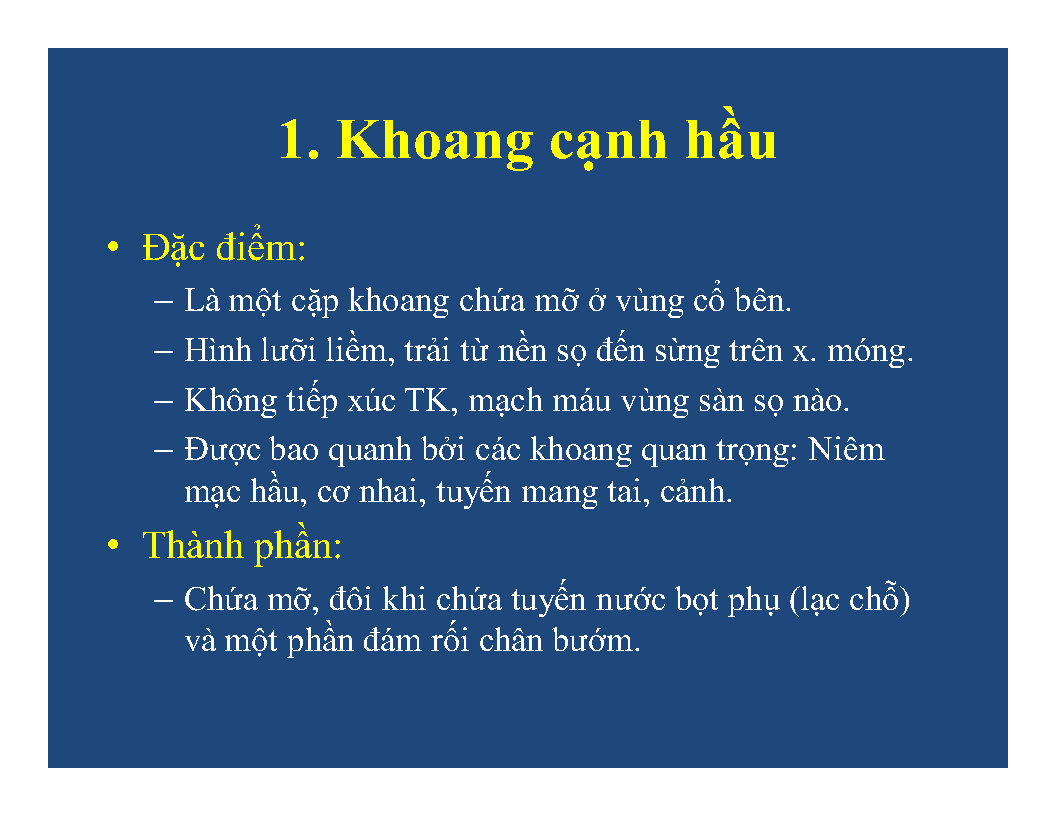 1. Khoang cạnh hầu
• Đặc điểm:
– Là một cặp khoang chứa mỡ ở vùng cổ bên.
– Hình lưỡi liềm, trải từ nền sọ đến sừng trên x. móng.
– Không tiếp xúc TK, mạch máu vùng sàn sọ nào.
– Được bao quanh bởi các khoang quan trọng: Niêm
mạc hầu, cơ nhai, tuyến mang tai, cảnh.
• Thành phần:
– Chứa mỡ, đôi khi chứa tuyến nước bọt phụ (lạc chỗ)
và một phần đám rối chân bướm.